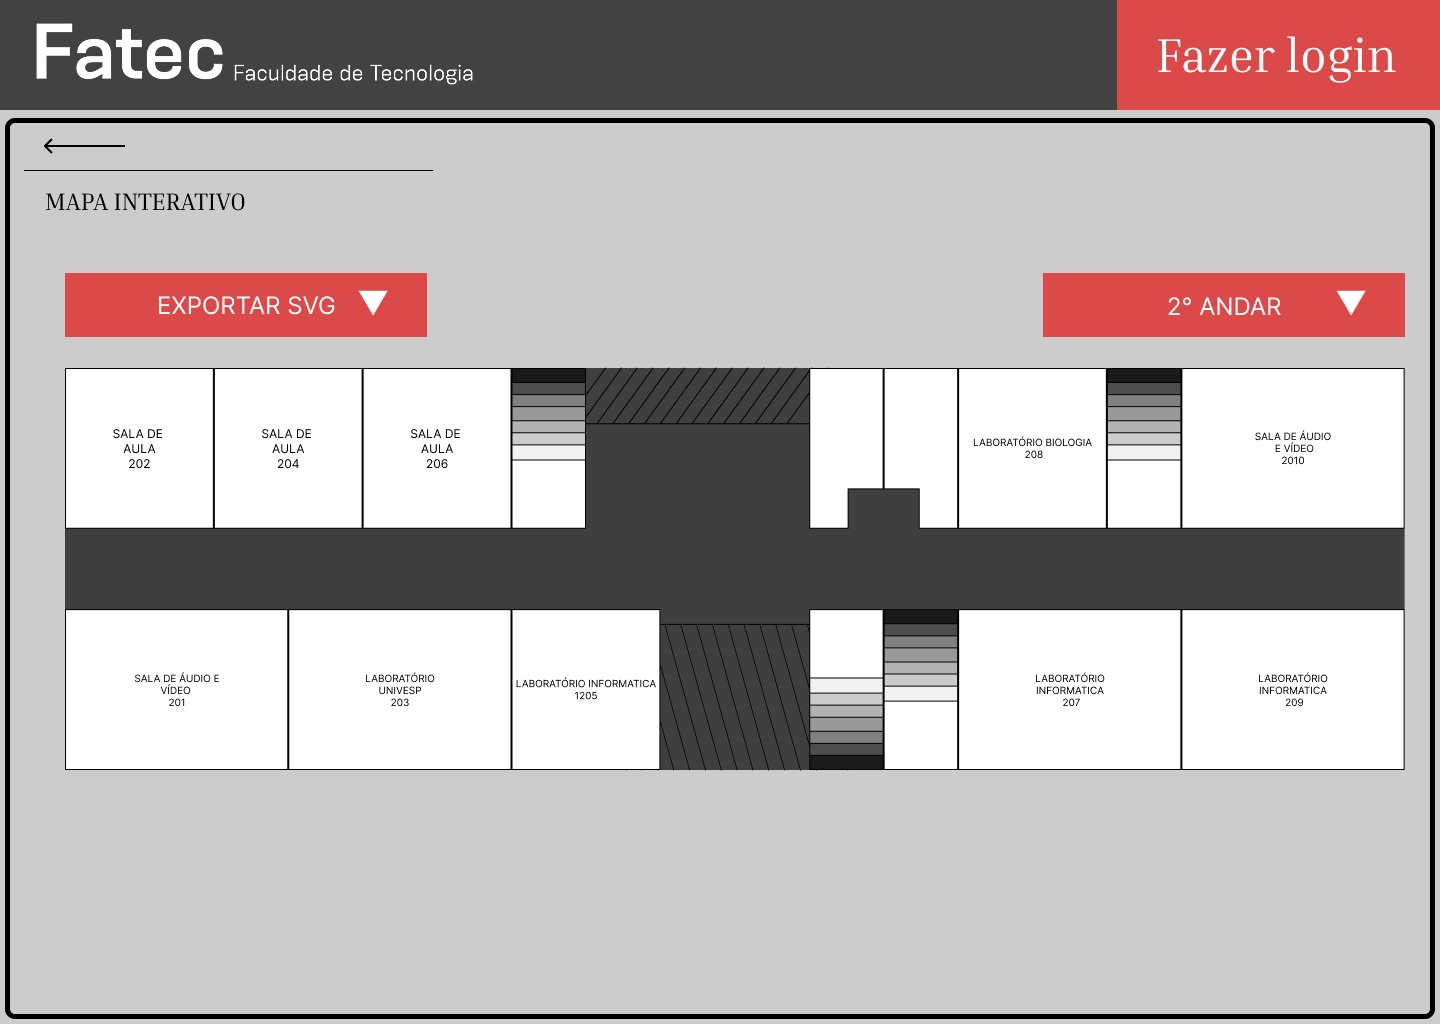 Fatec Faculdade de Tecnologia
Fazer login
MAPA INTERATIVO
EXPORTAR SVG
2° ANDAR
SALA DE
AULA
202
SALA DE
AULA
204
SALA DE
AULA
206
LABORATÓRIO BIOLOGIA
208
SALA DE ÁUDIO
E VÍDEO
2010
SALA DE ÁUDIO E
VÍDEO
201
LABORATÓRIO
UNIVESP
203
LABORATÓRIO INFORMATICA
1205
LABORATÓRIO
INFORMATICA
207
LABORATÓRIO
INFORMATICA
209